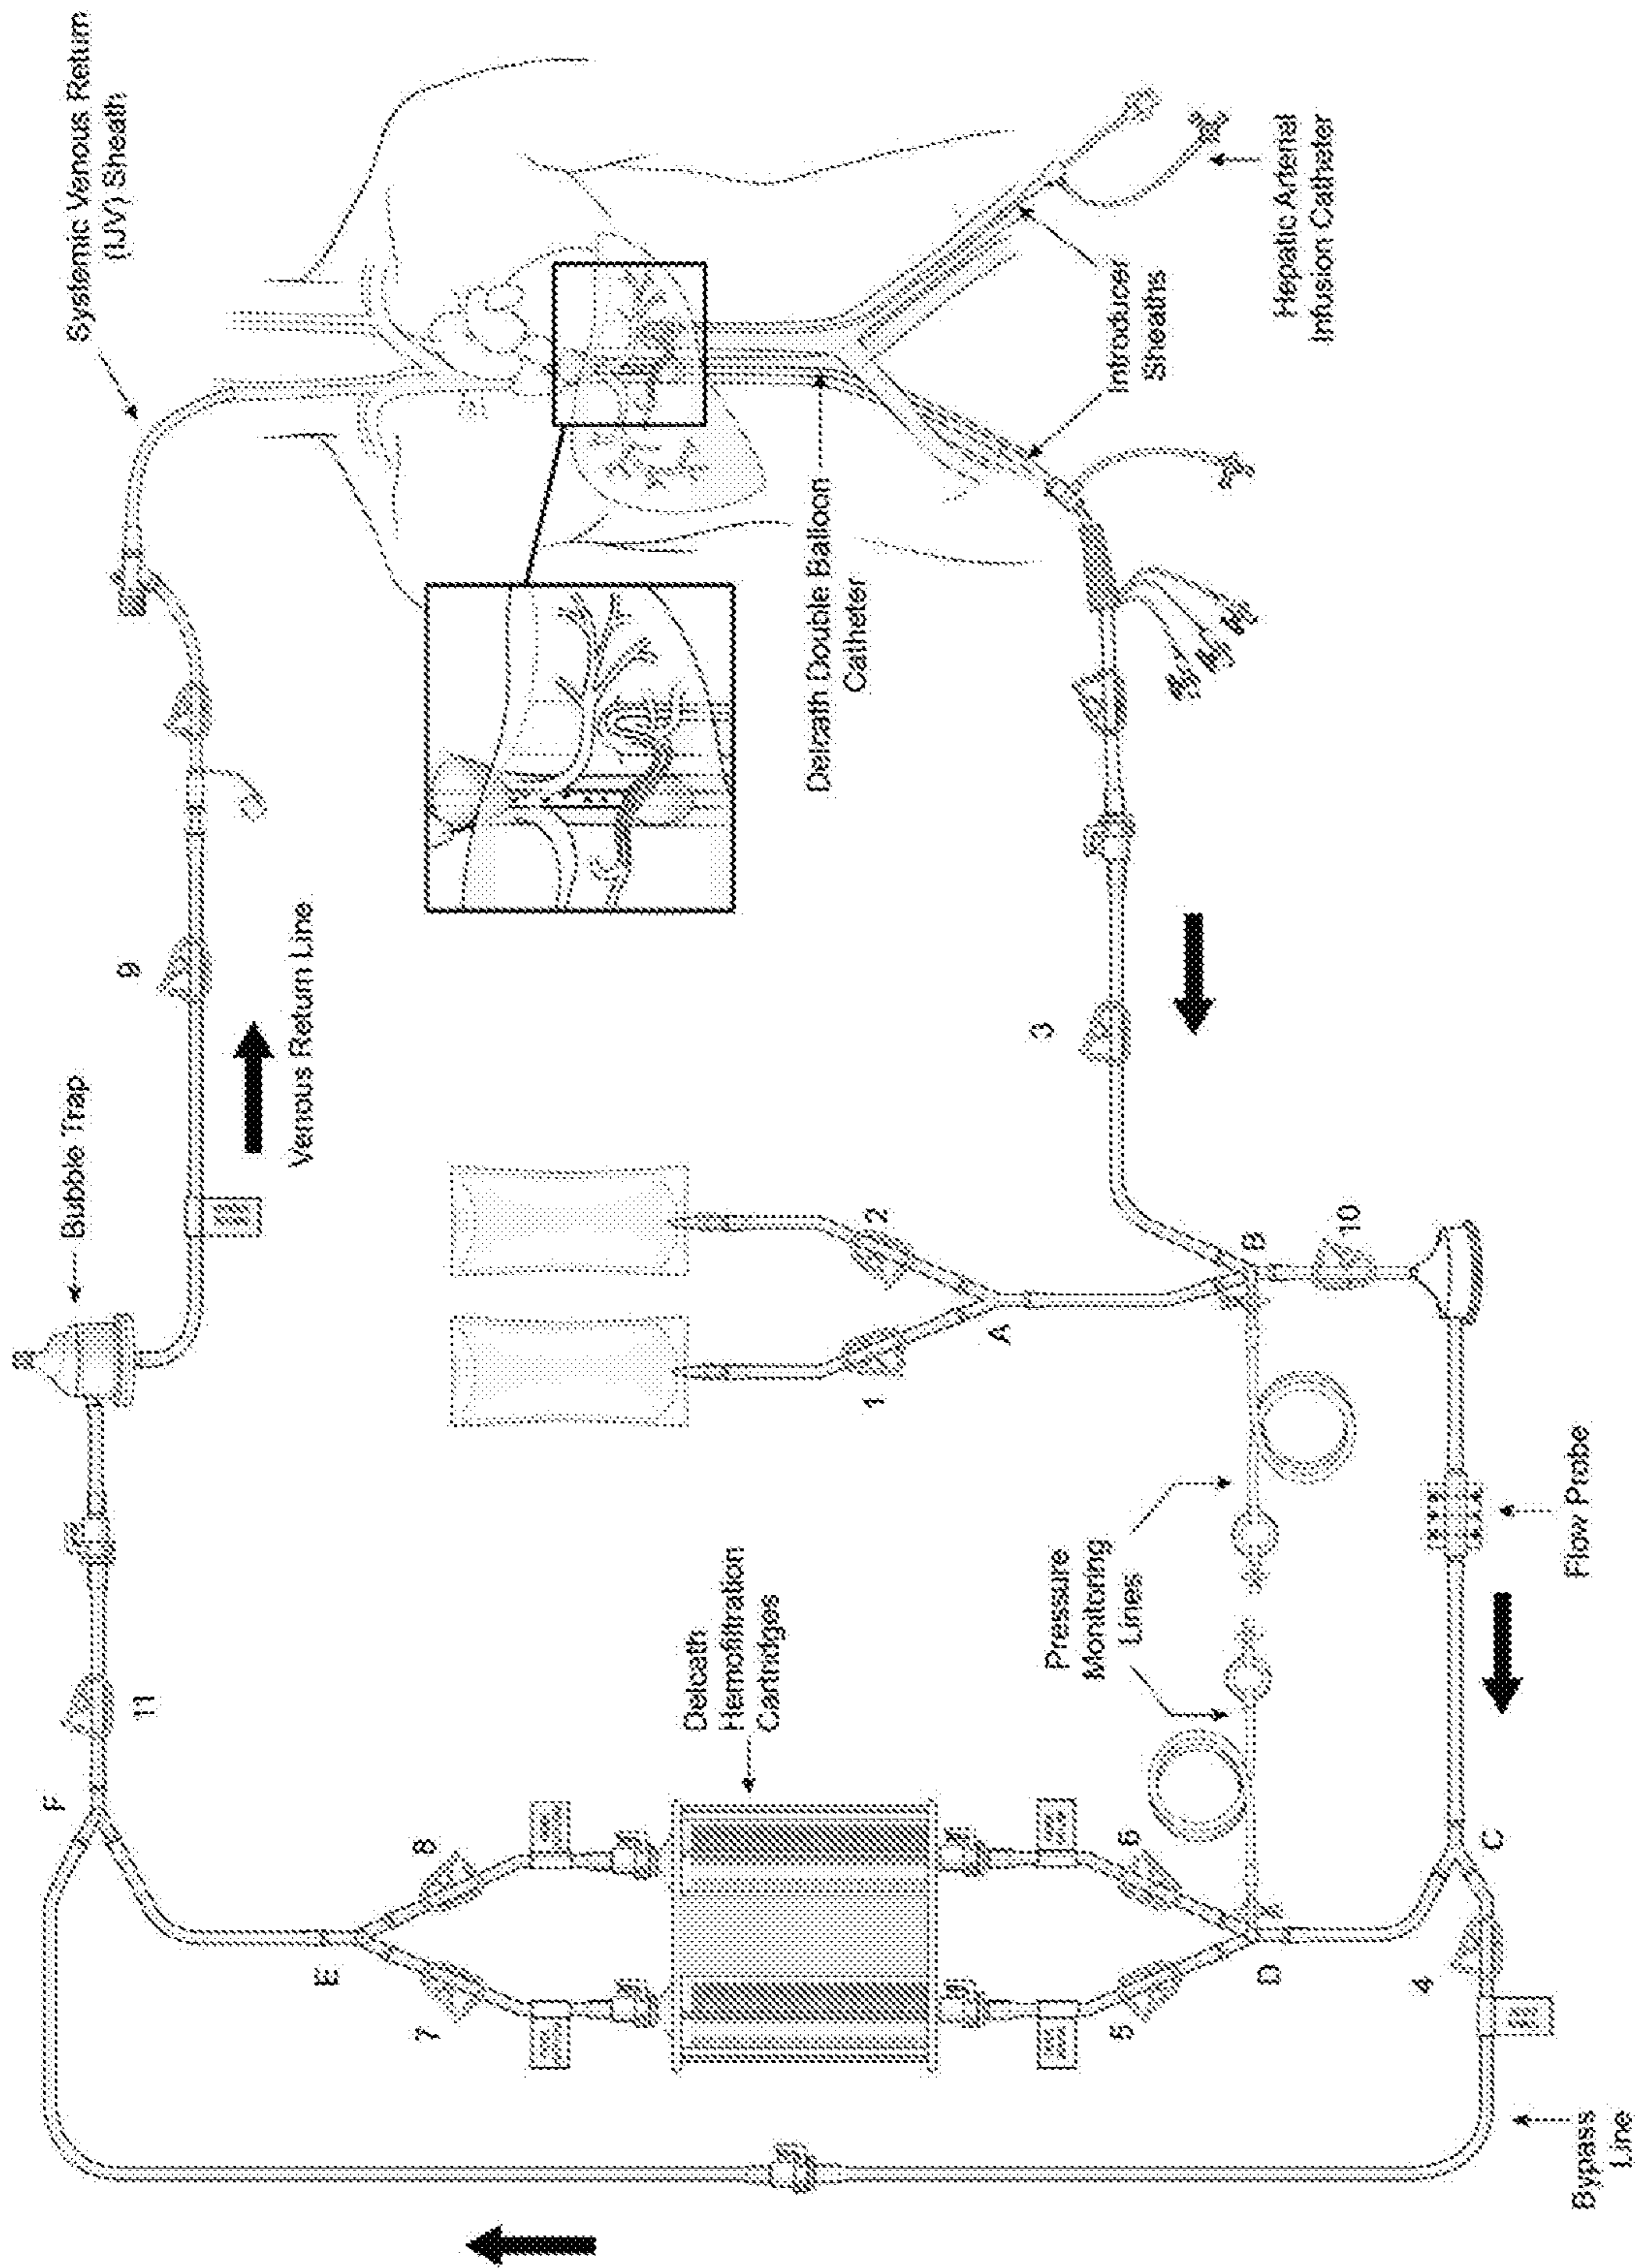 Systemic Venous Return
(IJV) Sheath
Bubble Trap
9
Venous Return Line
11
F
8
7
E
Delcath
Hemofiltration
Cartridges
Delcath Double Balloon
Catheter
1
2
A
3
Pressure
Monitoring
Lines
Introducer
Sheaths
Hepatic Arterial
Infusion Catheter
5
6
B
D
10
4
C
Flow Probe
Bypass
Line